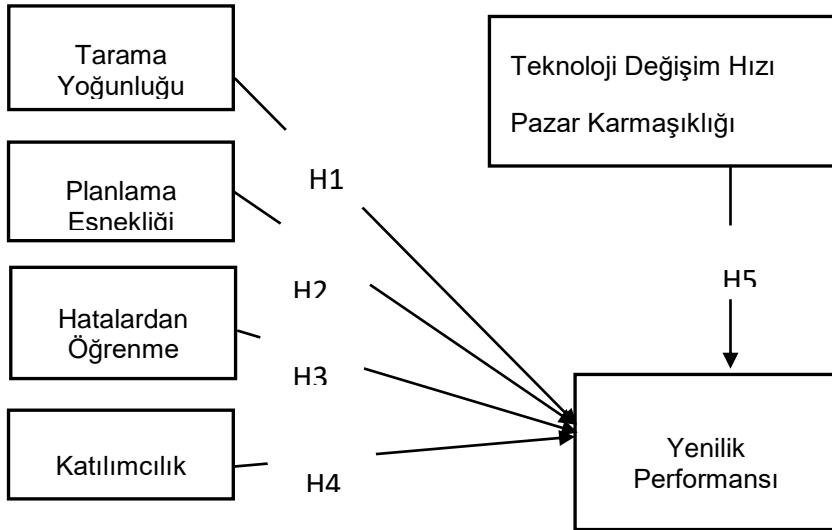 Tarama
Yoğunluğu
Teknoloji Değişim Hızı
Pazar Karmaşıklığı
H1
Planlama
Esnekliği
H2
H5
Hatalardan
Öğrenme
H3
Katılımcılık
H4
Yenilik
Performansı